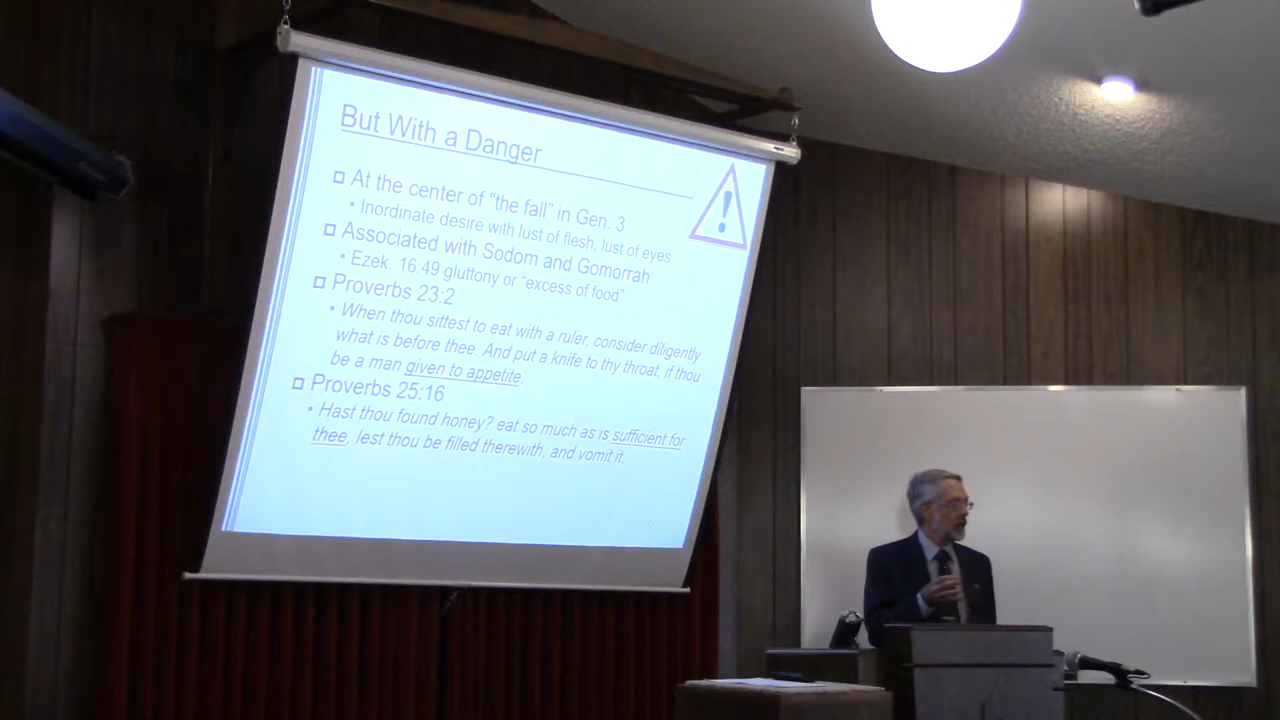 But With a Danger
At the center of "the fall" in Gen. 3
• Inordinate desire with lust of flesh, lust of eyes
Associated with Sodom and Gomorrah
• Ezek. 16:49 gluttony or "excess of food"
Proverbs 23:2
• When thou sittest to eat with a ruler, consider diligently
what is before thee. And put a knife to thy throat, if thou
be a man given to appetite.
Proverbs 25:16
• Hast thou found honey? eat so much as is sufficient for
thee, lest thou be filled therewith, and vomit it.